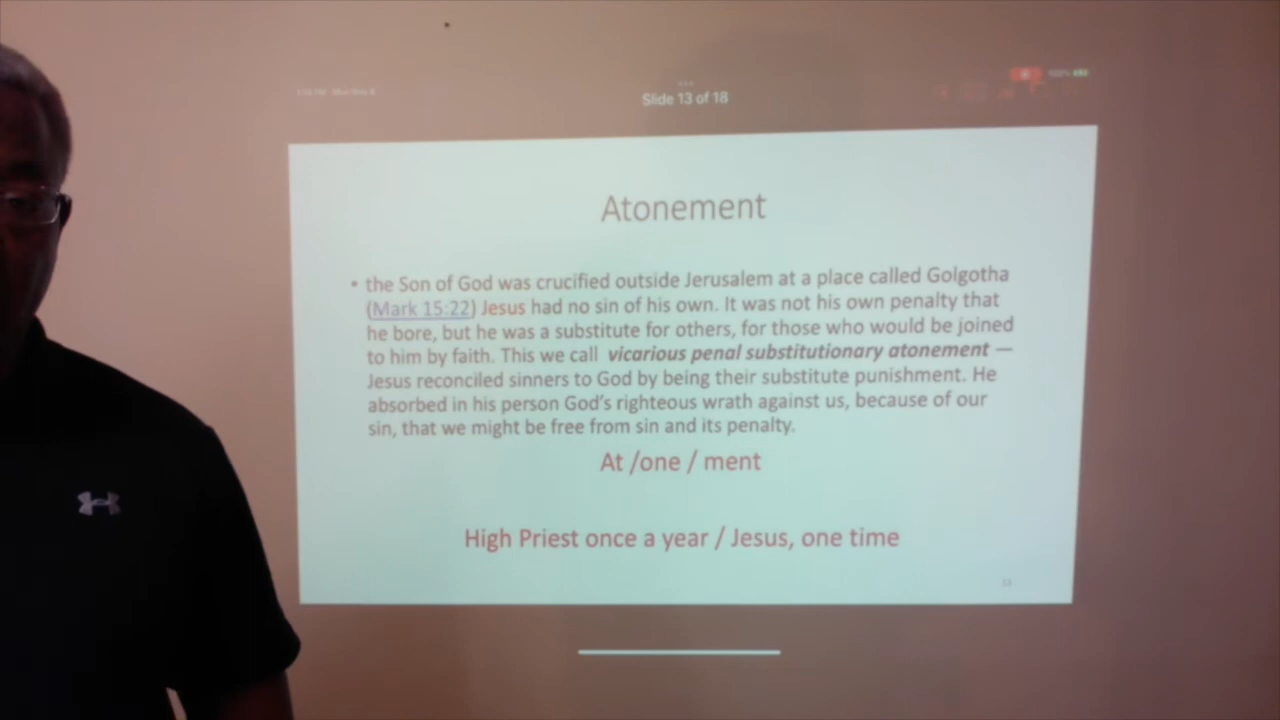 Slide 13 of 18
Atonement
• the Son of God was crucified outside Jerusalem at a place called Golgotha
(Mark 15:22) Jesus had no sin of his own. It was not his own penalty that
he bore, but he was a substitute for others, for those who would be joined
to him by faith. This we call vicarious penal substitutionary atonement —
Jesus reconciled sinners to God by being their substitute punishment. He
absorbed in his person God's righteous wrath against us, because of our
sin, that we might be free from sin and its penalty.
At /one / ment
High Priest once a year / Jesus, one time
13